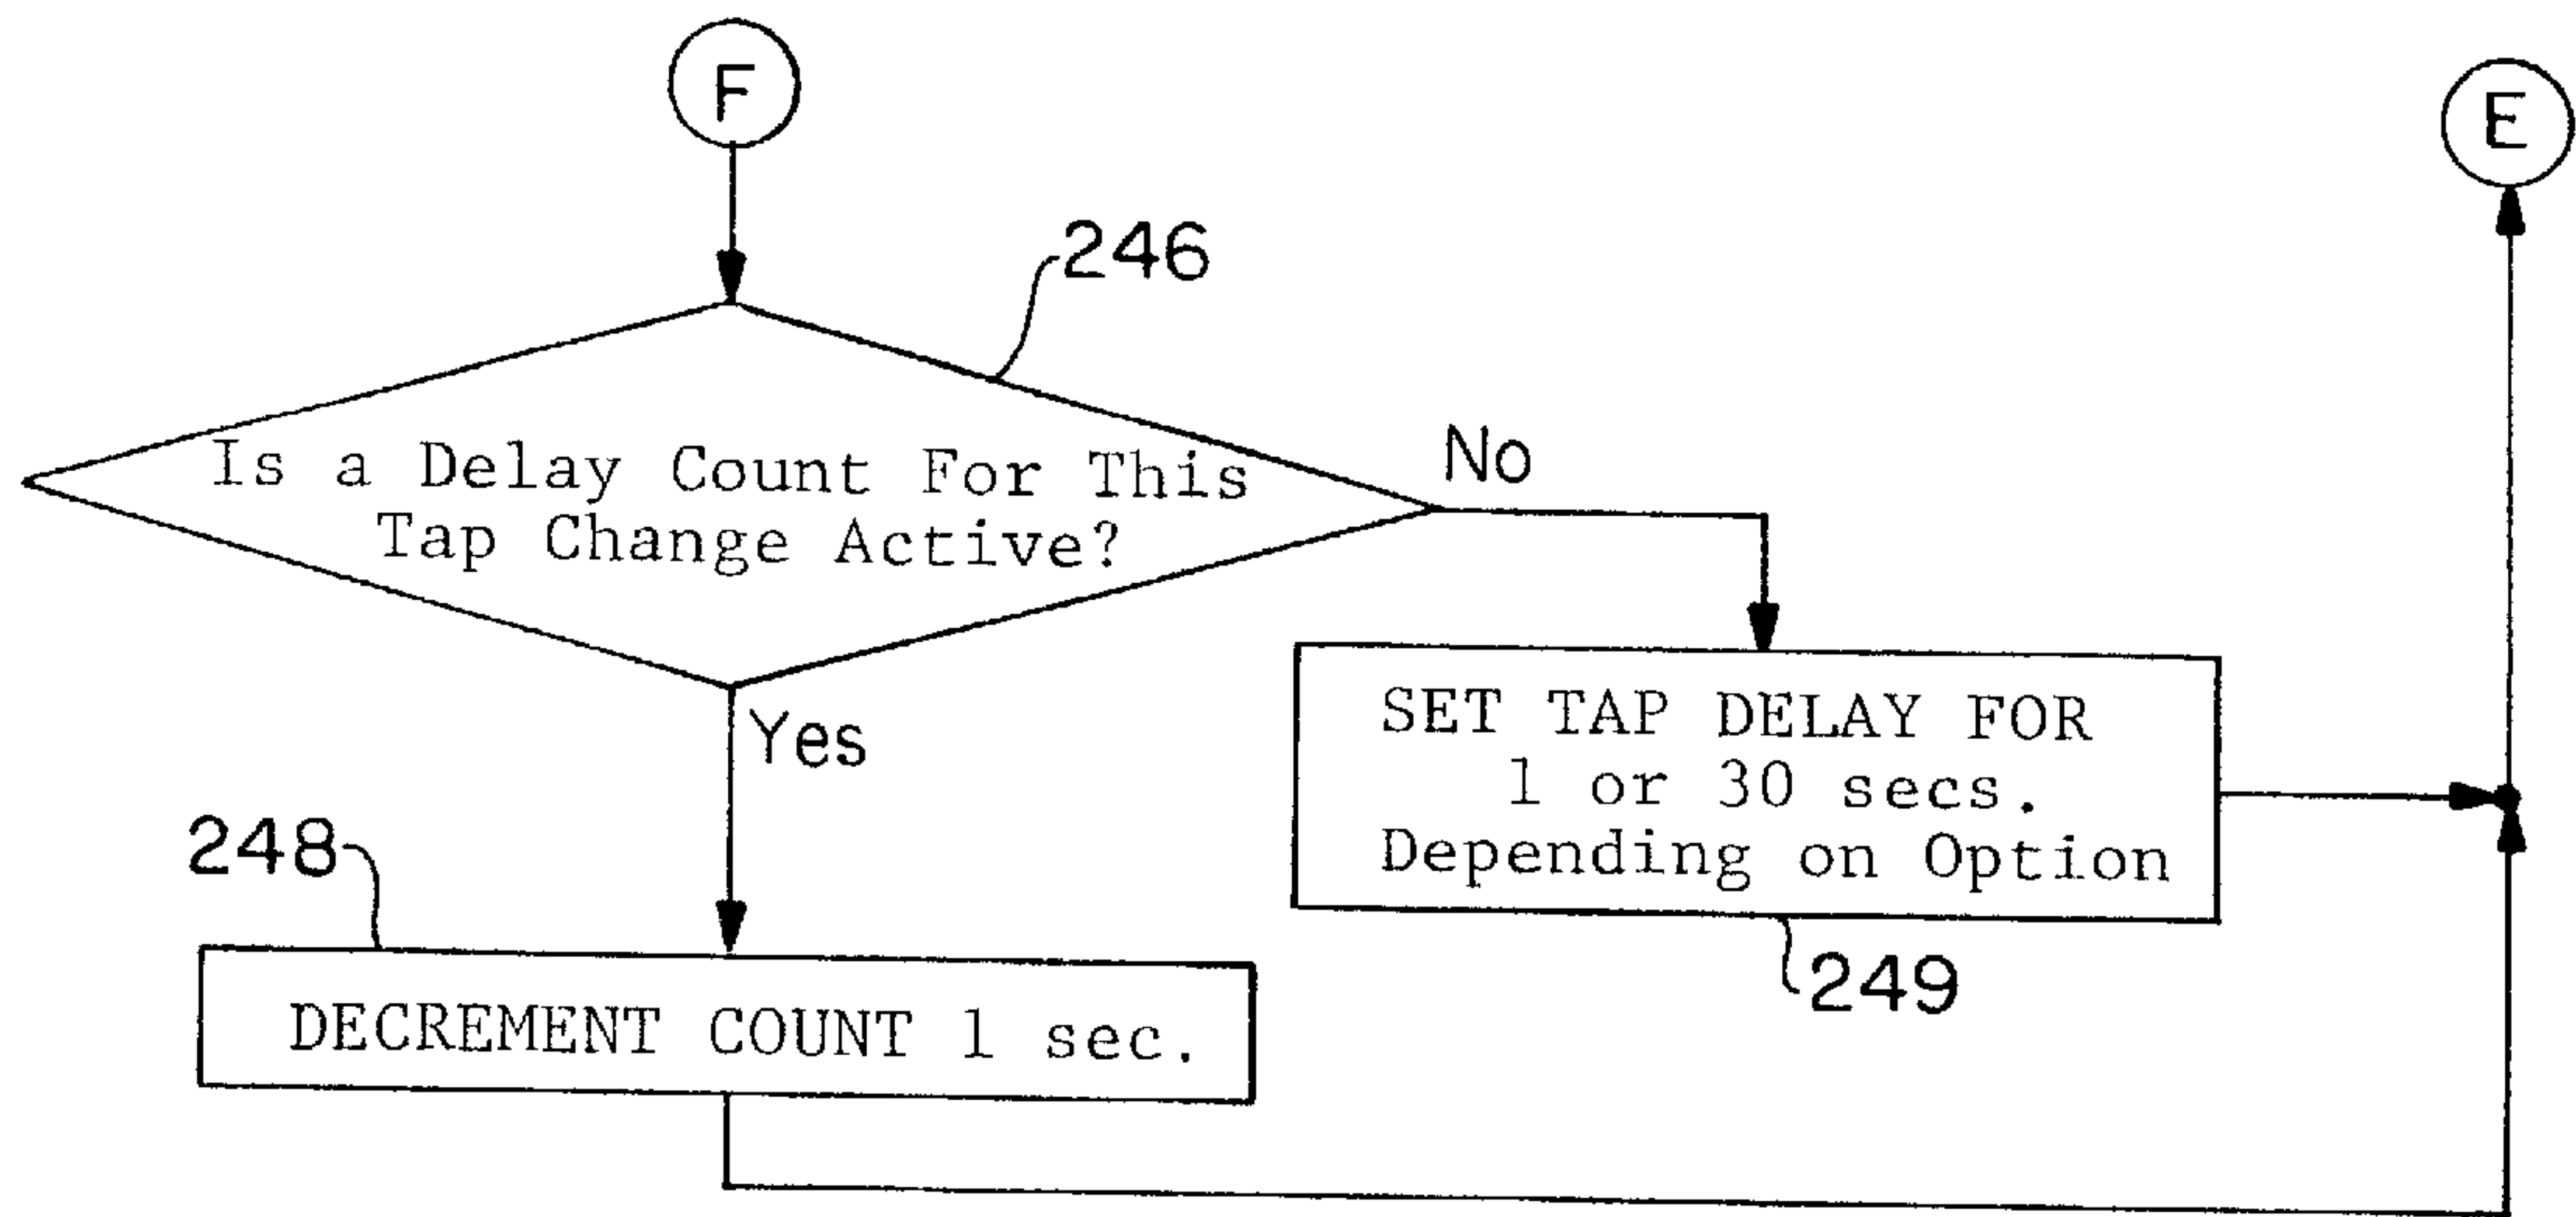 F
E
246
Is a Delay Count For This
Tap Change Active?
No
Yes
SET TAP DELAY FOR
1 or 30 secs.
Depending on Option
249
248
DECREMENT COUNT 1 sec.